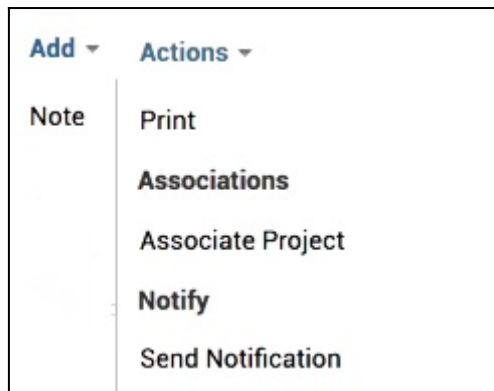 Add Actions
Note Print
Associations
Associate Project
Notify
Send Notification